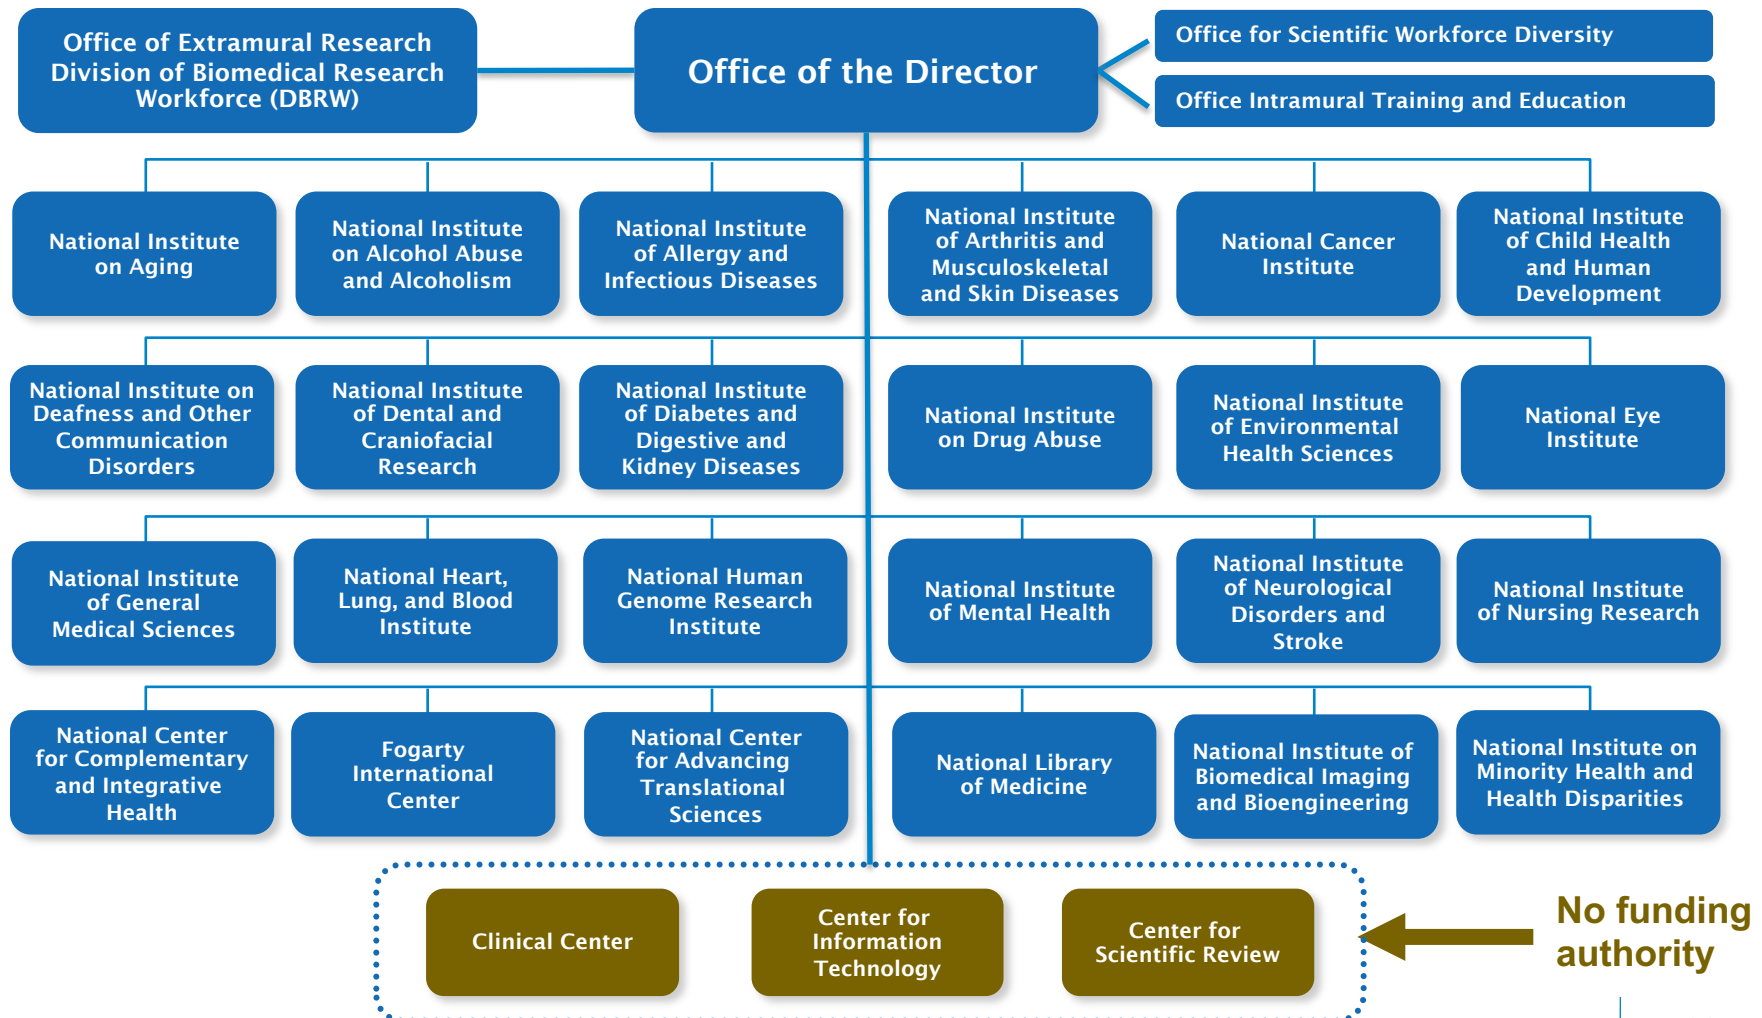 Office of Extramural Research
Division of Biomedical Research
Workforce (DBRW)
Office of the Director
Office for Scientific Workforce Diversity
Office Intramural Training and Education
National Institute
on Aging
National Institute
on Alcohol Abuse
and Alcoholism
National Institute
of Allergy and
Infectious Diseases
National Institute
of Arthritis and
Musculoskeletal
and Skin Diseases
National Cancer
Institute
National Institute
of Child Health
and Human
Development
National Institute on
Deafness and Other
Communication
Disorders
National Institute
of Dental and
Craniofacial
Research
National Institute
of Diabetes and
Digestive and
Kidney Diseases
National Institute
on Drug Abuse
National Institute
of Environmental
Health Sciences
National Eye
Institute
National Institute
of General
Medical Sciences
National Heart,
Lung, and Blood
Institute
National Human
Genome Research
Institute
National Institute
of Mental Health
National Institute
of Neurological
Disorders and
Stroke
National Institute
of Nursing Research
National Center
for Complementary
and Integrative
Health
Fogarty
International
Center
National Center
for Advancing
Translational
Sciences
National Library
of Medicine
National Institute of
Biomedical Imaging
and Bioengineering
National Institute on
Minority Health and
Health Disparities
Clinical Center
Center for
Information
Technology
Center for
Scientific Review
No funding
authority